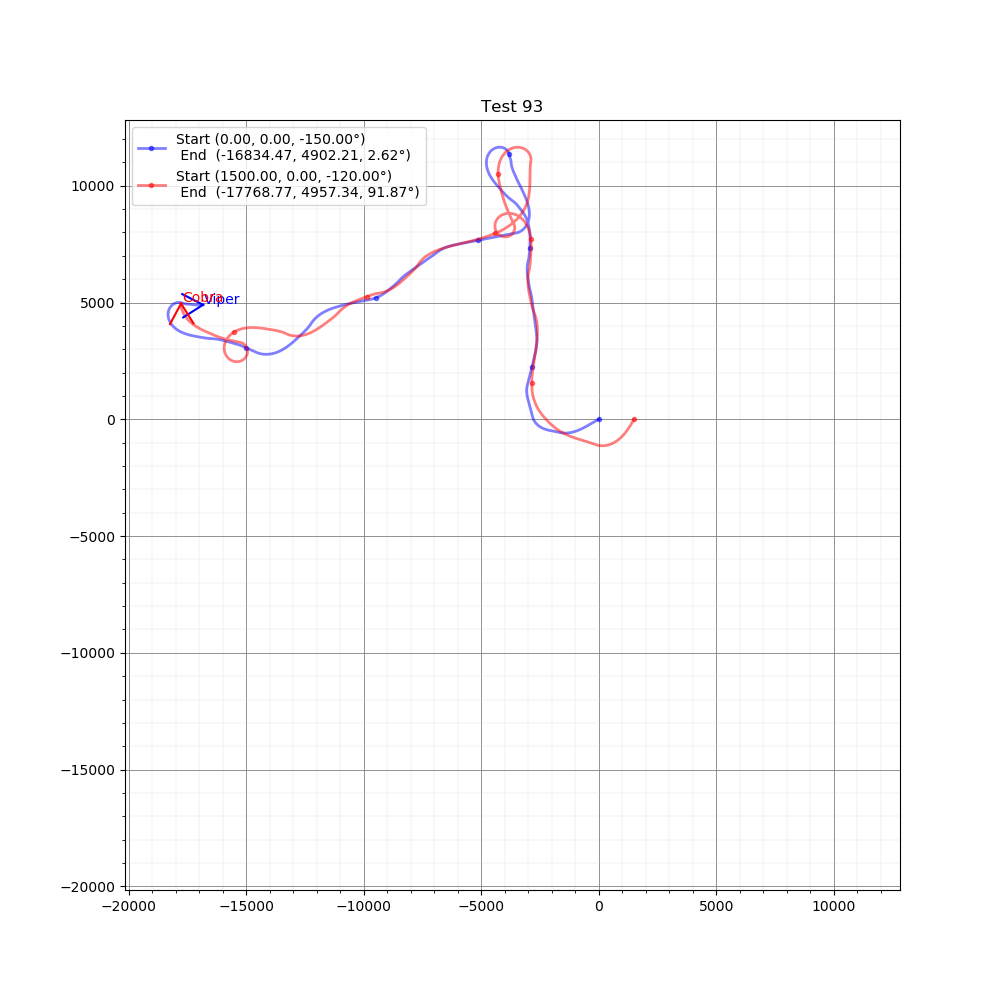 Test 93
Start (0.00, 0.00, -150.00°)
End  (-16834.47, 4902.21, 2.62°)
Start (1500.00, 0.00, -120.00°)
End  (-17768.77, 4957.34, 91.87°)
10000
5000
0
−5000
−10000
−15000
−20000
Cobra
Viper
−20000
−15000
−10000
−5000
0
5000
10000